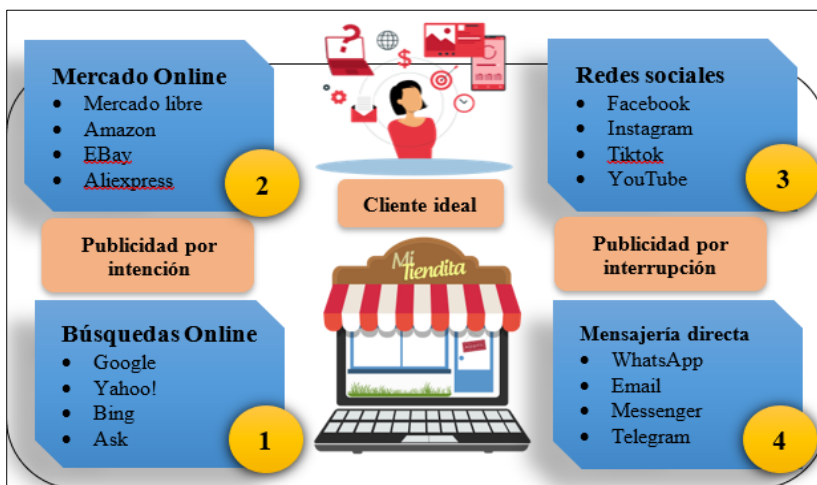 Mercado Online
Mercado libre
Amazon
EBay
Aliexpress
2
Publicidad por
intención
Búsquedas Online
Google
Yahoo!
Bing
Ask
1
?
$
Cliente ideal
Mi
Tiendita
Redes sociales
Facebook
Instagram
Tiktok
YouTube
3
Publicidad por
interrupción
Mensajería directa
WhatsApp
Email
Messenger
Telegram
4